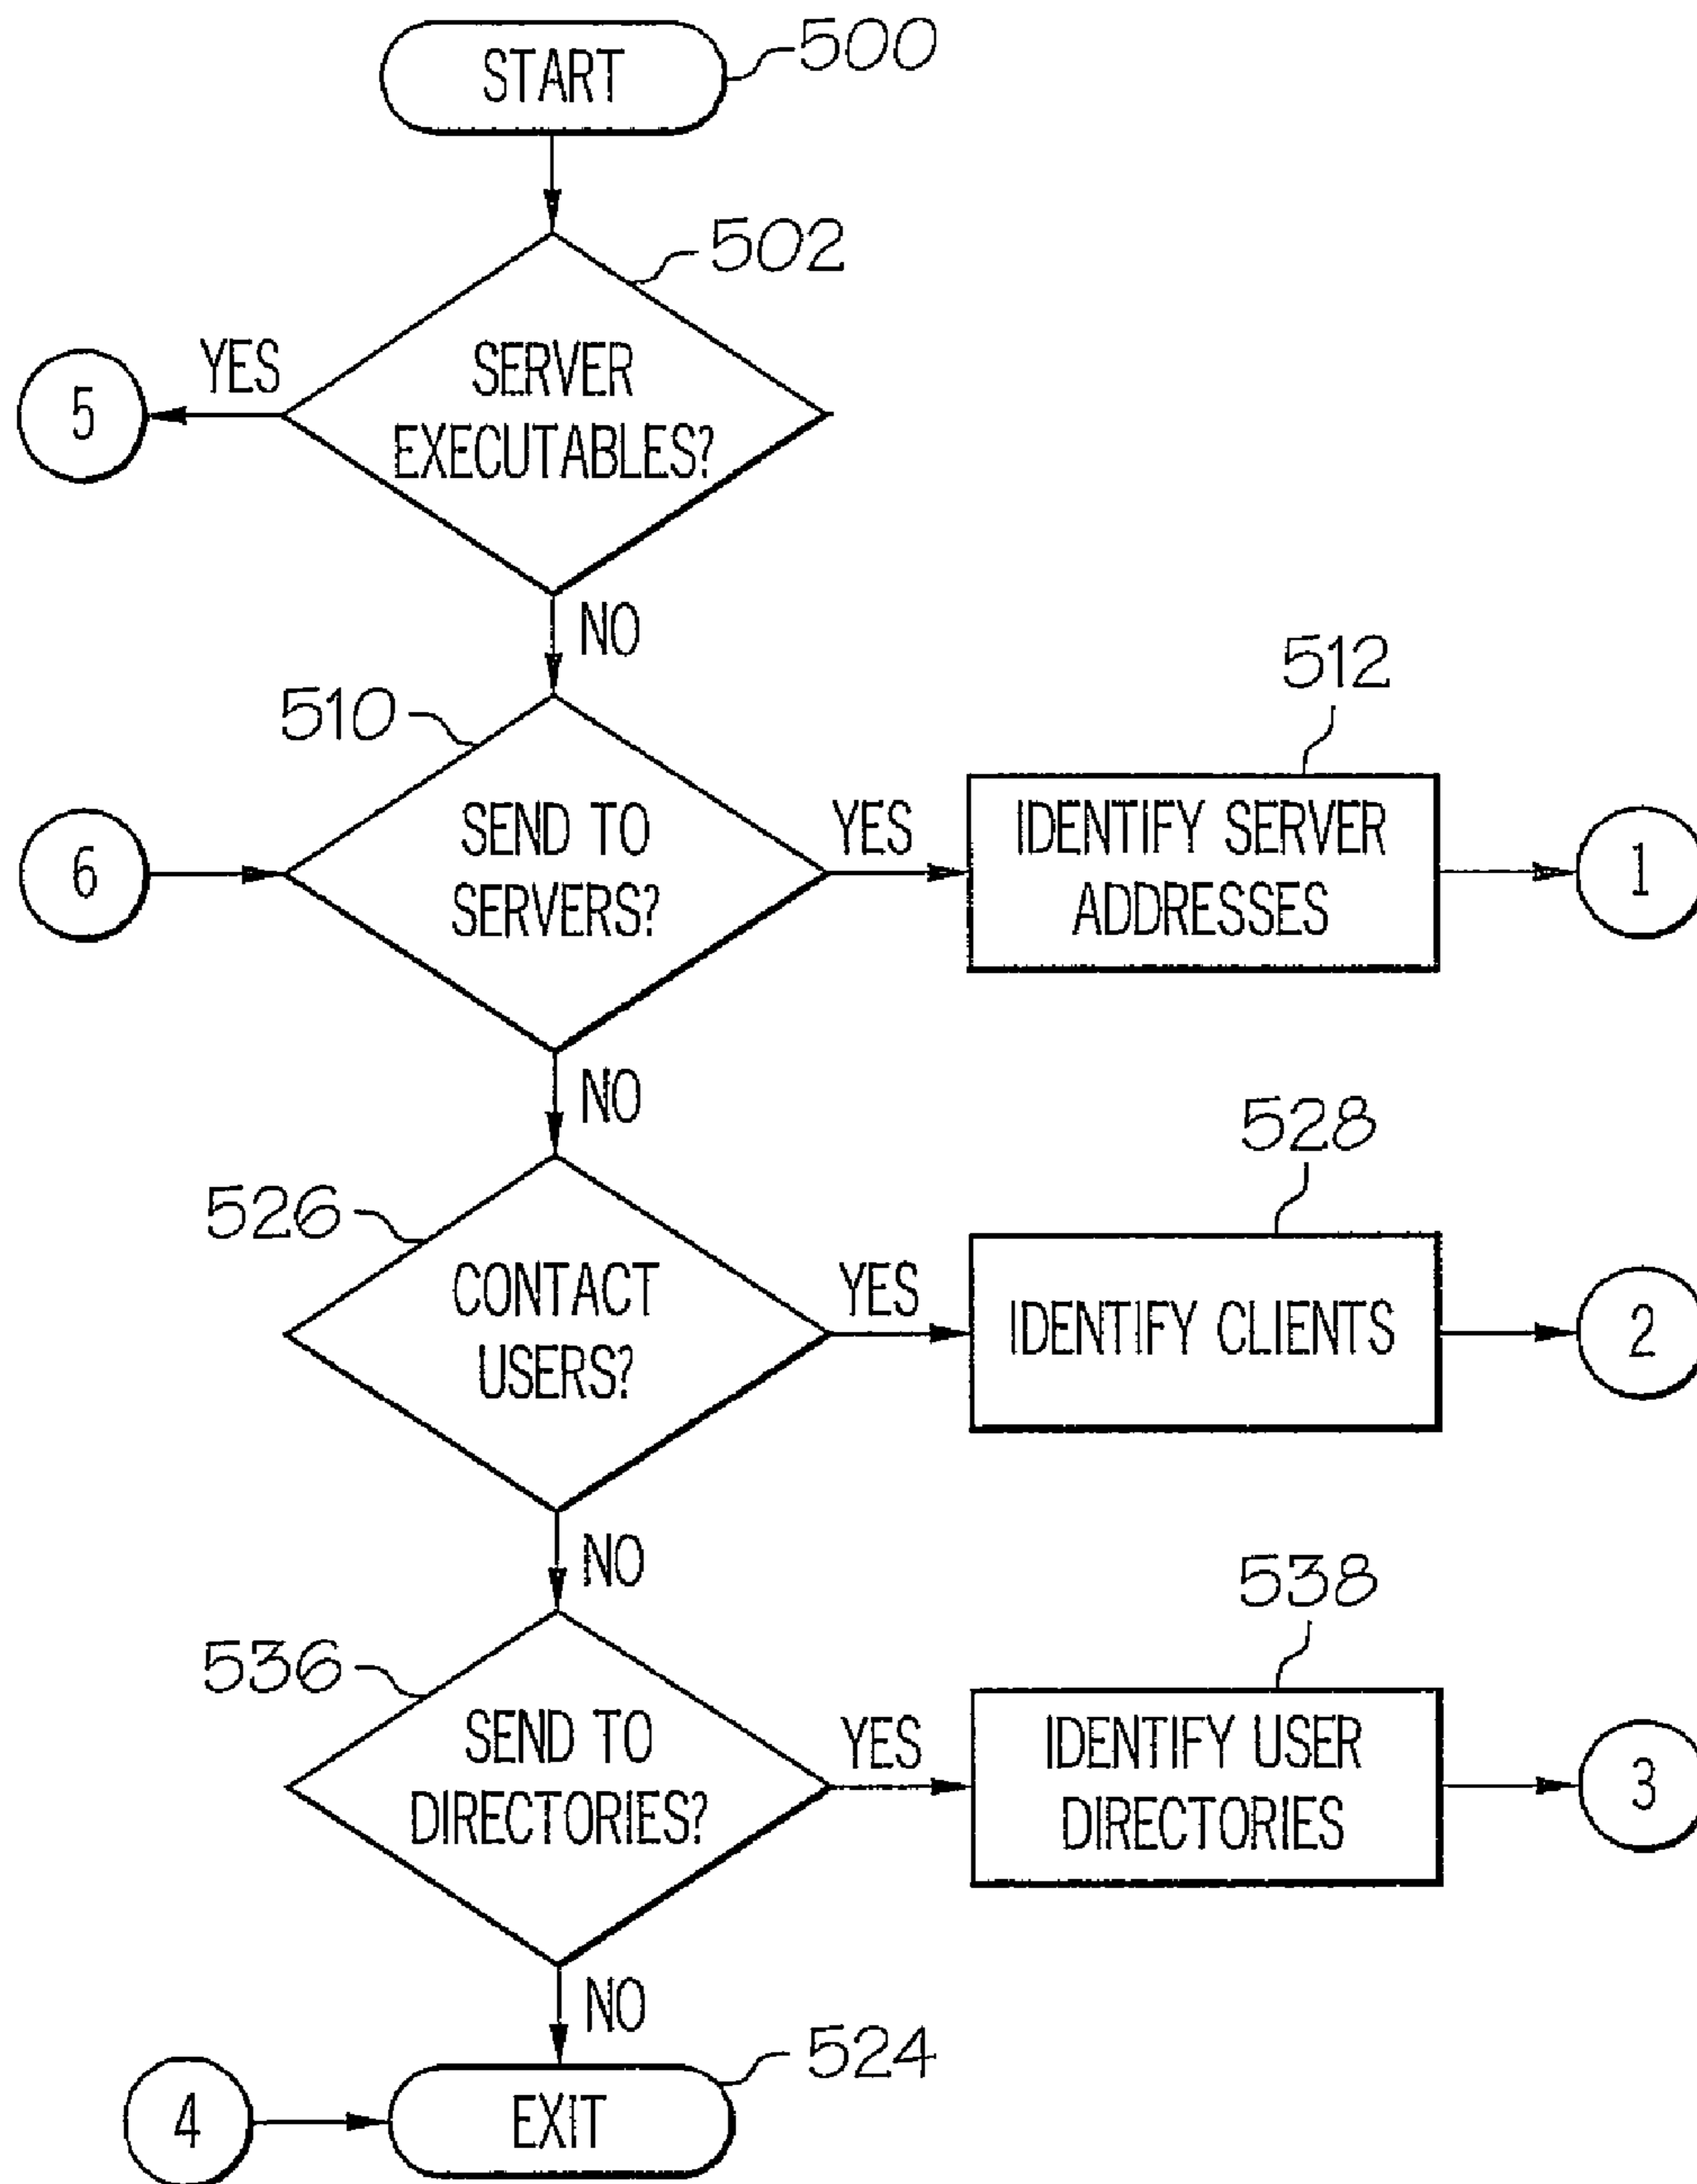 START
500
502
YES
5
SERVER
EXECUTABLES?
NO
510
512
6
SEND TO
SERVERS?
YES
IDENTIFY SERVER
ADDRESSES
1
NO
526
528
CONTACT
USERS?
YES
IDENTIFY CLIENTS
2
NO
536
538
SEND TO
DIRECTORIES?
YES
IDENTIFY USER
DIRECTORIES
3
NO
524
4
EXIT